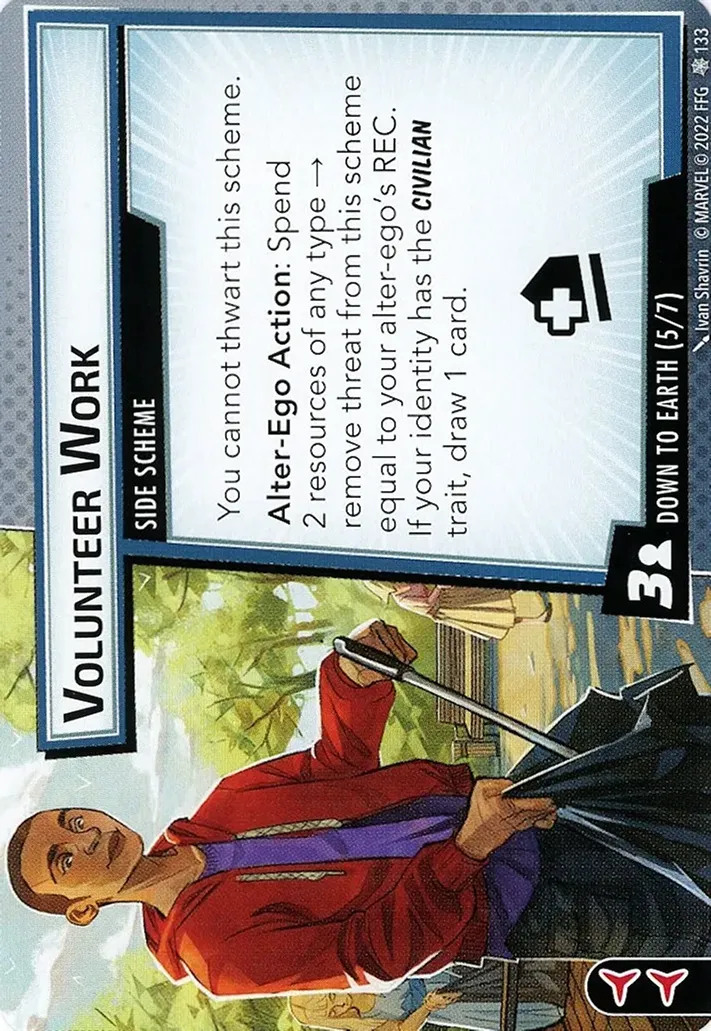 VOLUNTEER WORK
SIDE SCHEME
You cannot thwart this scheme.
Alter-Ego Action: Spend
2 resources of any type →
remove threat from this scheme
equal to your alter-ego's REC.
If your identity has the CIVILIAN
trait, draw 1 card.
3
DOWN TO EARTH (5/7)
Ivan Shavrin © MARVEL © 2022 FFG 133